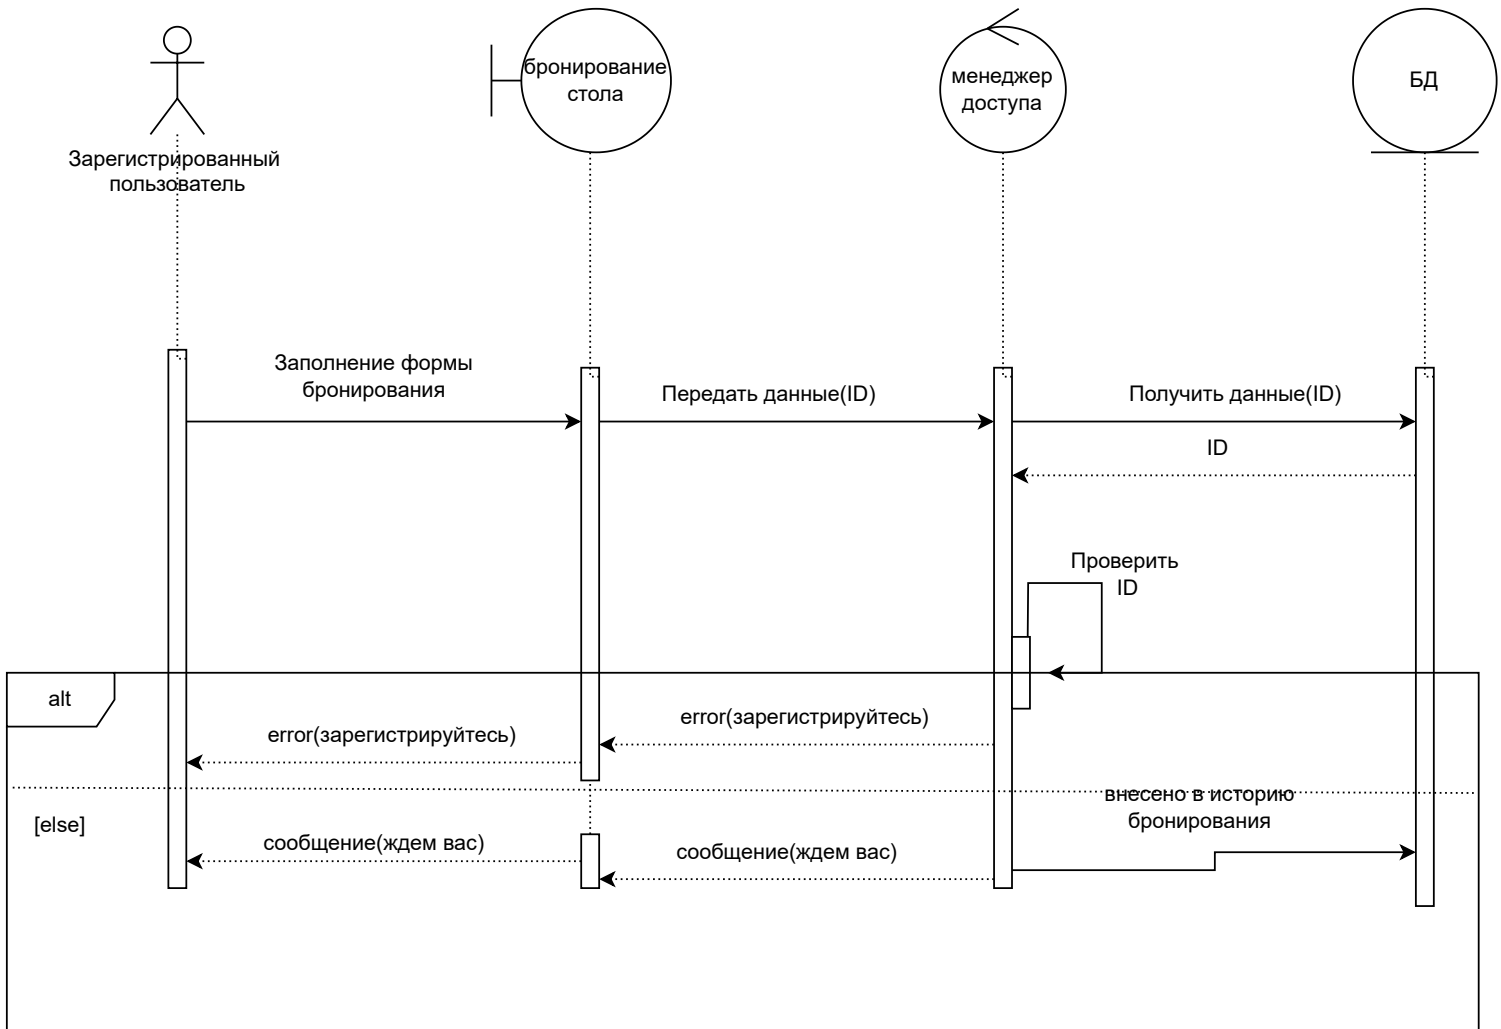 бронирование
стола
менеджер
доступа
БД
Зарегистрированный
пользователь
Заполнение формы
бронирования
Передать данные(ID)
Получить данные(ID)
ID
Проверить
ID
alt
error(зарегистрируйтесь)
error(зарегистрируйтесь)
внесено в историю
бронирования
[else]
сообщение(ждем вас)
сообщение(ждем вас)